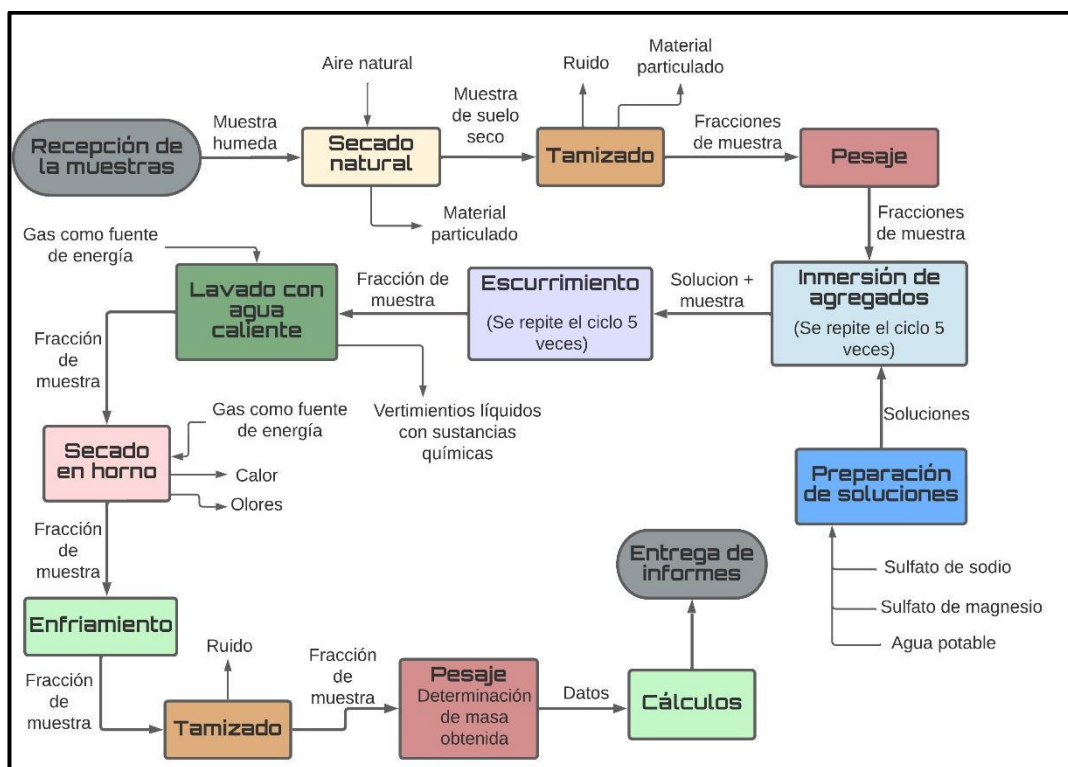 Aire natural
Ruido
Material
particulado
Muestra
de suelo
seco
Muestra
humeda
Fracciones
de muestra
Recepción de
la muestras
Secado
natural
Tamizado
Pesaje
Material
particulado
Fracciones
de muestra
Gas como fuente
de energía
Lavado con
agua
caliente
Fracción de
muestra
Escurrimiento
(Se repite el ciclo 5
veces)
Solucion +
muestra
Inmersión de
agregados
(Se repite el ciclo 5
veces)
Fracción
de
muestra
Vertimientios líquidos
con sustancias
químicas
Soluciones
Gas como fuente
de energía
Secado
en horno
Calor
Olores
Preparación
de soluciones
Sulfato de sodio
Sulfato de magnesio
Agua potable
Fracción
de
muestra
Enfriamiento
Entrega de
informes
Fracción
de
muestra
Ruido
Tamizado
Fracción
de
muestra
Pesaje
Determinación
de masa
obtenida
Datos
Cálculos